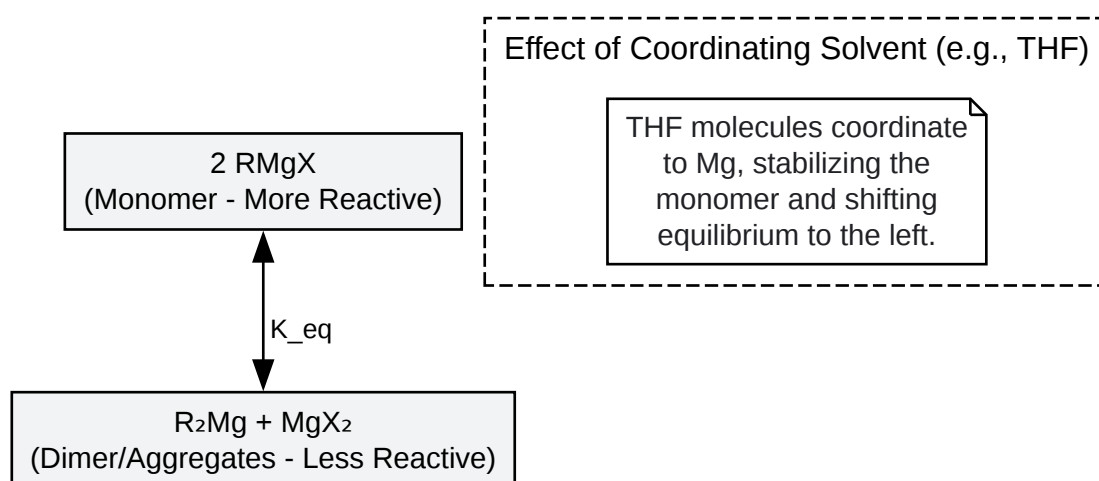 Effect of Coordinating Solvent (e.g., THF)
THF molecules coordinate
to Mg, stabilizing the
monomer and shifting
equilibrium to the left.
2 RMgX
(Monomer - More Reactive)
K_eq
R₂Mg + MgX₂
(Dimer/Aggregates - Less Reactive)